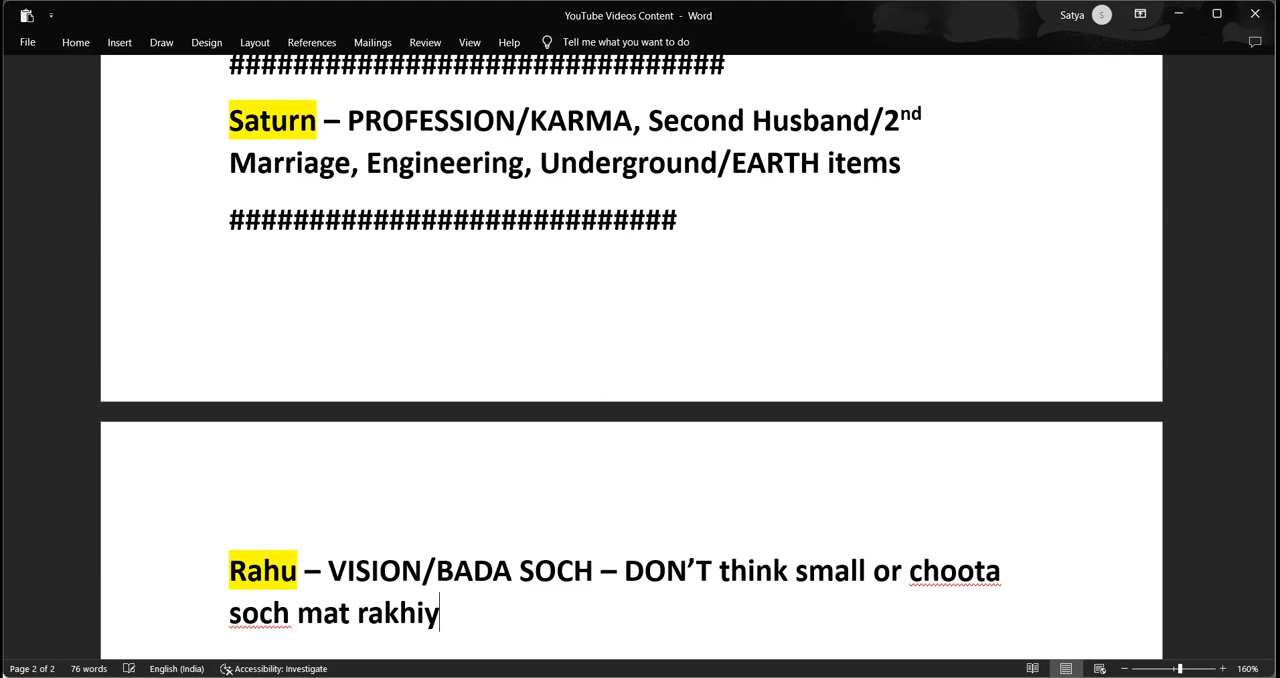 YouTube Videos Content - Word
Satya S
File Home Insert Draw Design Layout References Mailings Review View Help Tell me what you want to do
###############################
Saturn – PROFESSION/KARMA, Second Husband/2nd
Marriage, Engineering, Underground/EARTH items
############################
Rahu – VISION/BADA SOCH – DON’T think small or choota
soch mat rakhiy
Page 2 of 2 76 words English (India) Accessibility: Investigate 160%